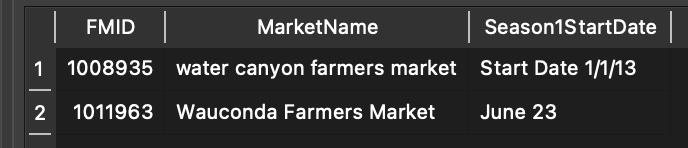 FMID MarketName Season1StartDate
1 1008935 water canyon farmers market Start Date 1/1/13
2 1011963 Wauconda Farmers Market June 23